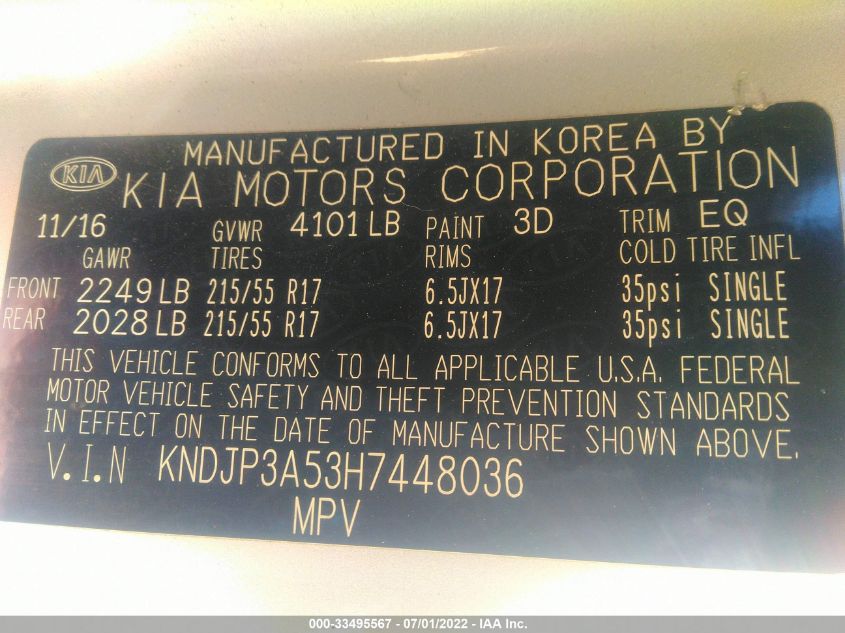 MANUFACTURED IN KOREA BY
KIA KIA MOTORS CORPORATION
11/16 GVWR 4101 LB PAINT 3D TRIM EQ
GAWR TIRES RIMS COLD TIRE INFL
FRONT 2249 LB 215/55 R17 6.5JX17 35psi SINGLE
REAR 2028 LB 215/55 R17 6.5JX17 35psi SINGLE
THIS VEHICLE CONFORMS TO ALL APPLICABLE U.S.A. FEDERAL
MOTOR VEHICLE SAFETY AND THEFT PREVENTION STANDARDS
IN EFFECT ON THE DATE OF MANUFACTURE SHOWN ABOVE.
V.I.N KNDJP3A53H7448036
MPV
000-33495567 - 07/01/2022 - IAA Inc.